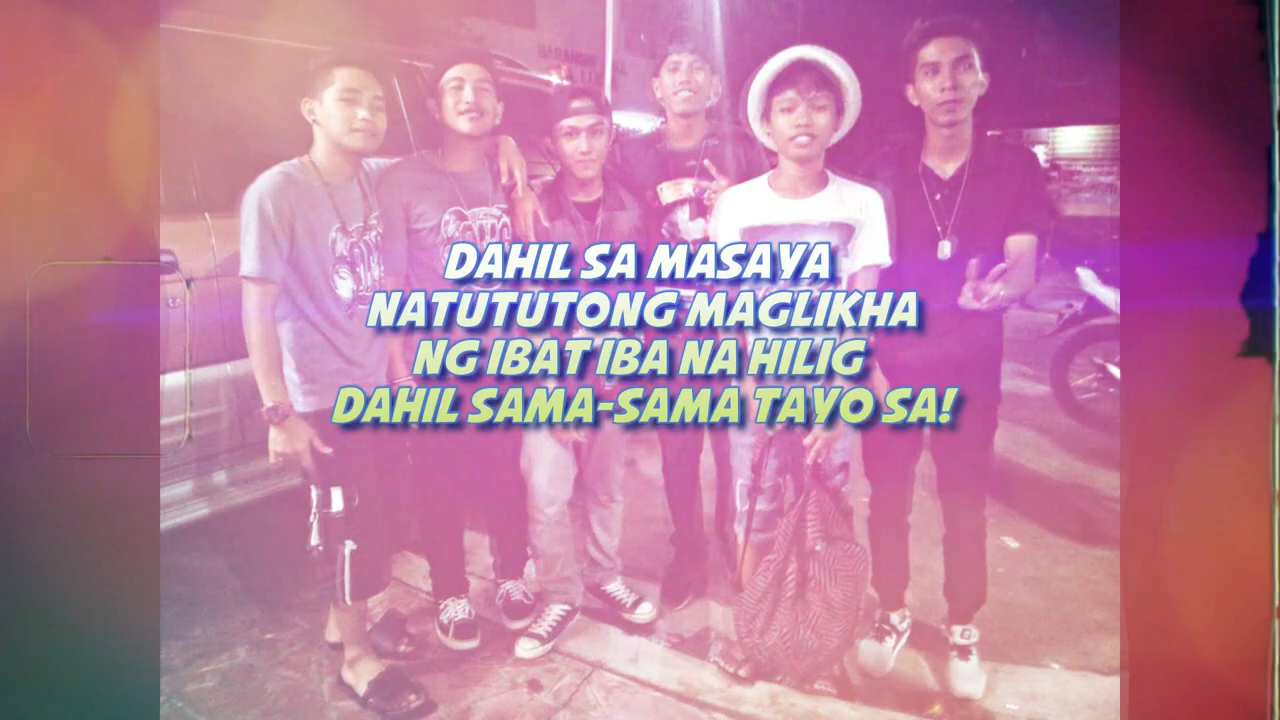 DAHIL SA MASAYA
NATUTUTONG MAGLIKHA
NG IBAT IBA NA HILIG
DAHIL SAMA-SAMA TAYO SA!